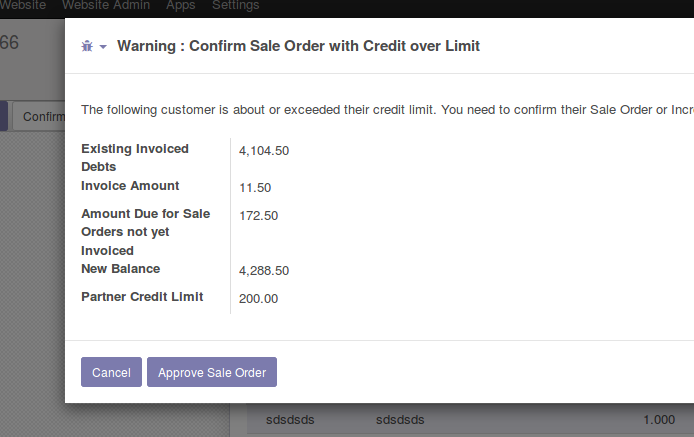 Website Website Admin Apps Settings
66
Warning : Confirm Sale Order with Credit over Limit
Confirm
The following customer is about or exceeded their credit limit. You need to confirm their Sale Order or Incr
Existing Invoiced
Debts
4,104.50
Invoice Amount
11.50
Amount Due for Sale
Orders not yet
Invoiced
172.50
New Balance
4,288.50
Partner Credit Limit
200.00
Cancel
Approve Sale Order
sdsdsds sdsdsds 1.000